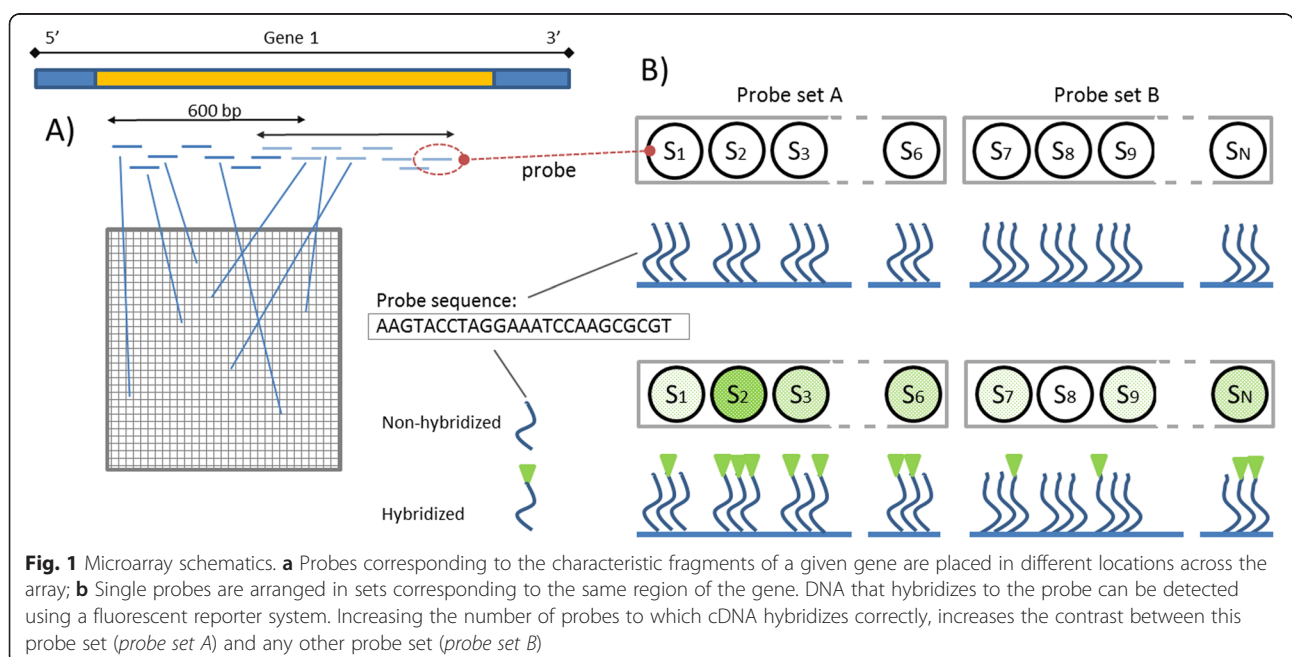 5′ Gene 1 3′
A)
600 bp
probe
B)
Probe set A
Probe set B
S1 S2 S3 S6 S7 S8 S9 SN
Probe sequence:
AAGTACCTAGGAAATCCAAGCGCGT
S1 S2 S3 S6 S7 S8 S9 SN
Non-hybridized
Hybridized
Fig. 1 Microarray schematics. a Probes corresponding to the characteristic fragments of a given gene are placed in different locations across the
array; b Single probes are arranged in sets corresponding to the same region of the gene. DNA that hybridizes to the probe can be detected
using a fluorescent reporter system. Increasing the number of probes to which cDNA hybridizes correctly, increases the contrast between this
probe set (probe set A) and any other probe set (probe set B)